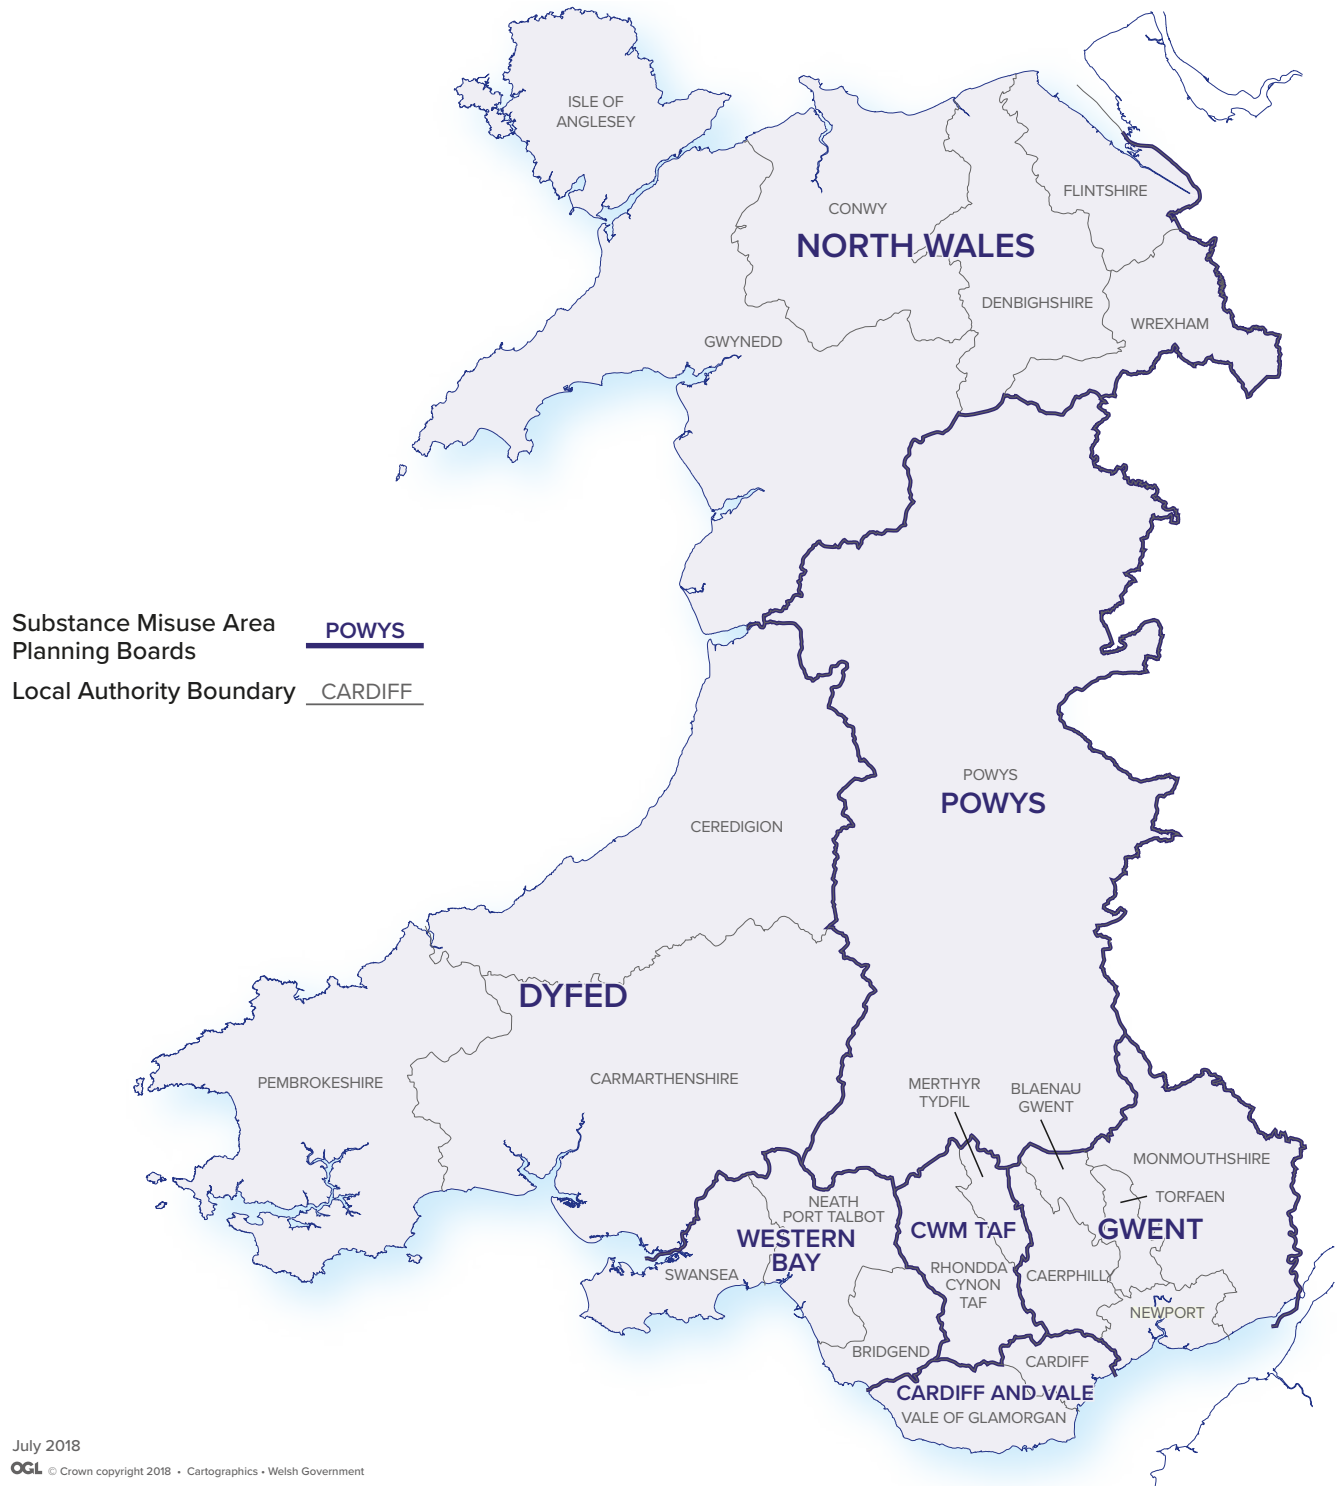 ISLE OF
ANGLESEY
FLINTSHIRE
CONWY
NORTH WALES
DENBIGHSHIRE
WREXHAM
GWYNEDD
Substance Misuse Area
Planning Boards
POWYS
Local Authority Boundary
CARDIFF
POWYS
POWYS
CEREDIGION
DYFED
PEMBROKESHIRE
CARMARTHENSHIRE
MERTHYR
TYDFIL
BLAENAU
GWENT
MONMOUTHSHIRE
TORFAEN
NEATH
PORT TALBOT
WESTERN
BAY
CWM TAF
GWENT
SWANSEA
RHONDDA
CYNON
TAF
CAERPHILLY
NEWPORT
BRIDGEND
CARDIFF
CARDIFF AND VALE
VALE OF GLAMORGAN
July 2018
OGL © Crown copyright 2018 • Cartographics • Welsh Government